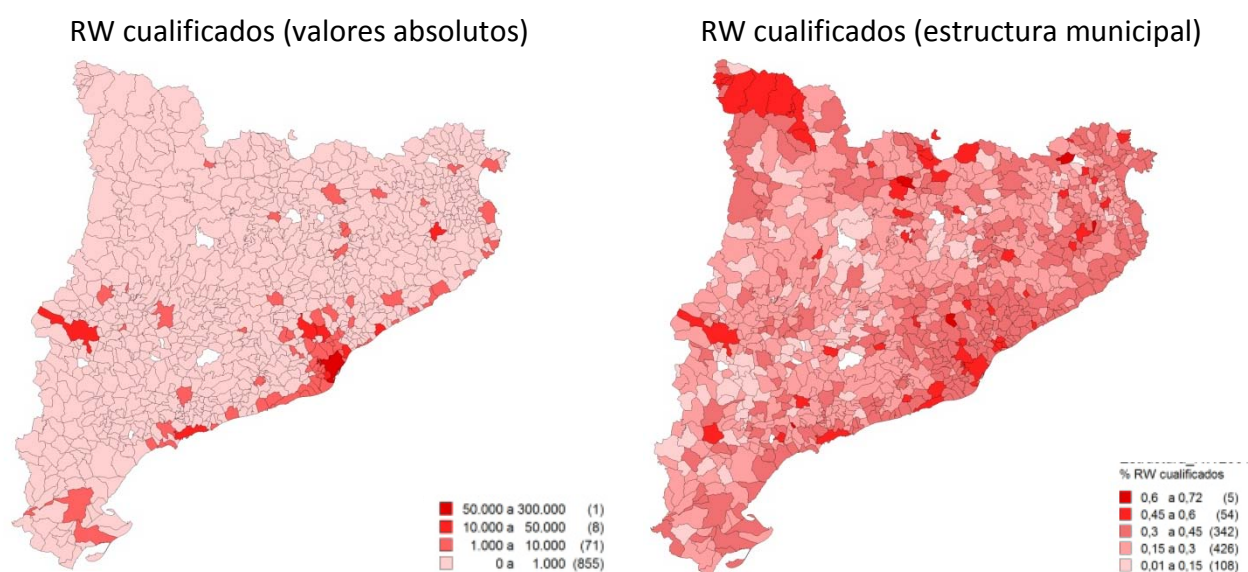 RW cualificados (valores absolutos)
RW cualificados (estructura municipal)
50.000 a 300.000 (1)
10.000 a 50.000 (8)
1.000 a 10.000 (71)
0 a 1.000 (855)
% RW cualificados
0,6 a 0,72 (5)
0,45 a 0,6 (54)
0,3 a 0,45 (342)
0,15 a 0,3 (426)
0,01 a 0,15 (108)